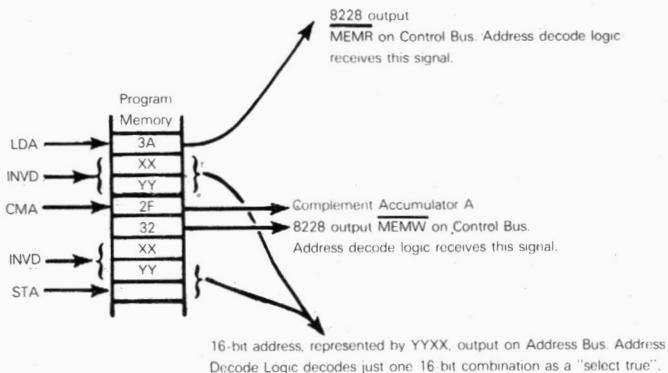 8228 output
MEMR on Control Bus. Address decode logic
receives this signal.
Program
Memory
LDA
3A
INVD
XX
YY
CMA
2F
Complement Accumulator A
32
8228 output MEMW on Control Bus.
Address decode logic receives this signal.
INVD
XX
YY
STA
16-bit address, represented by YYXX, output on Address Bus. Address
Decode Logic decodes just one 16-bit combination as a "select true".